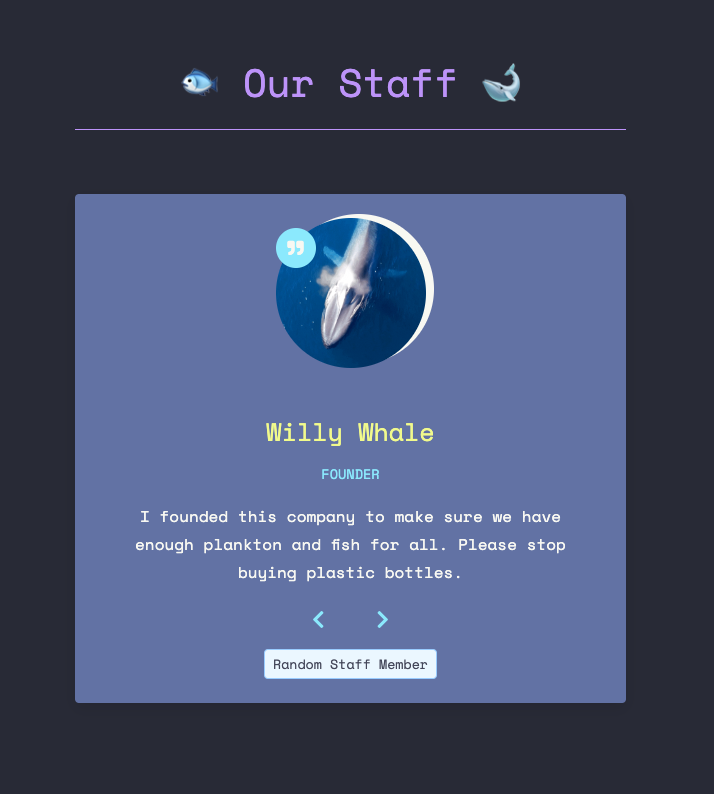 🐟 Our Staff 🐋
Willy Whale
FOUNDER
I founded this company to make sure we have
enough plankton and fish for all. Please stop
buying plastic bottles.
Random Staff Member